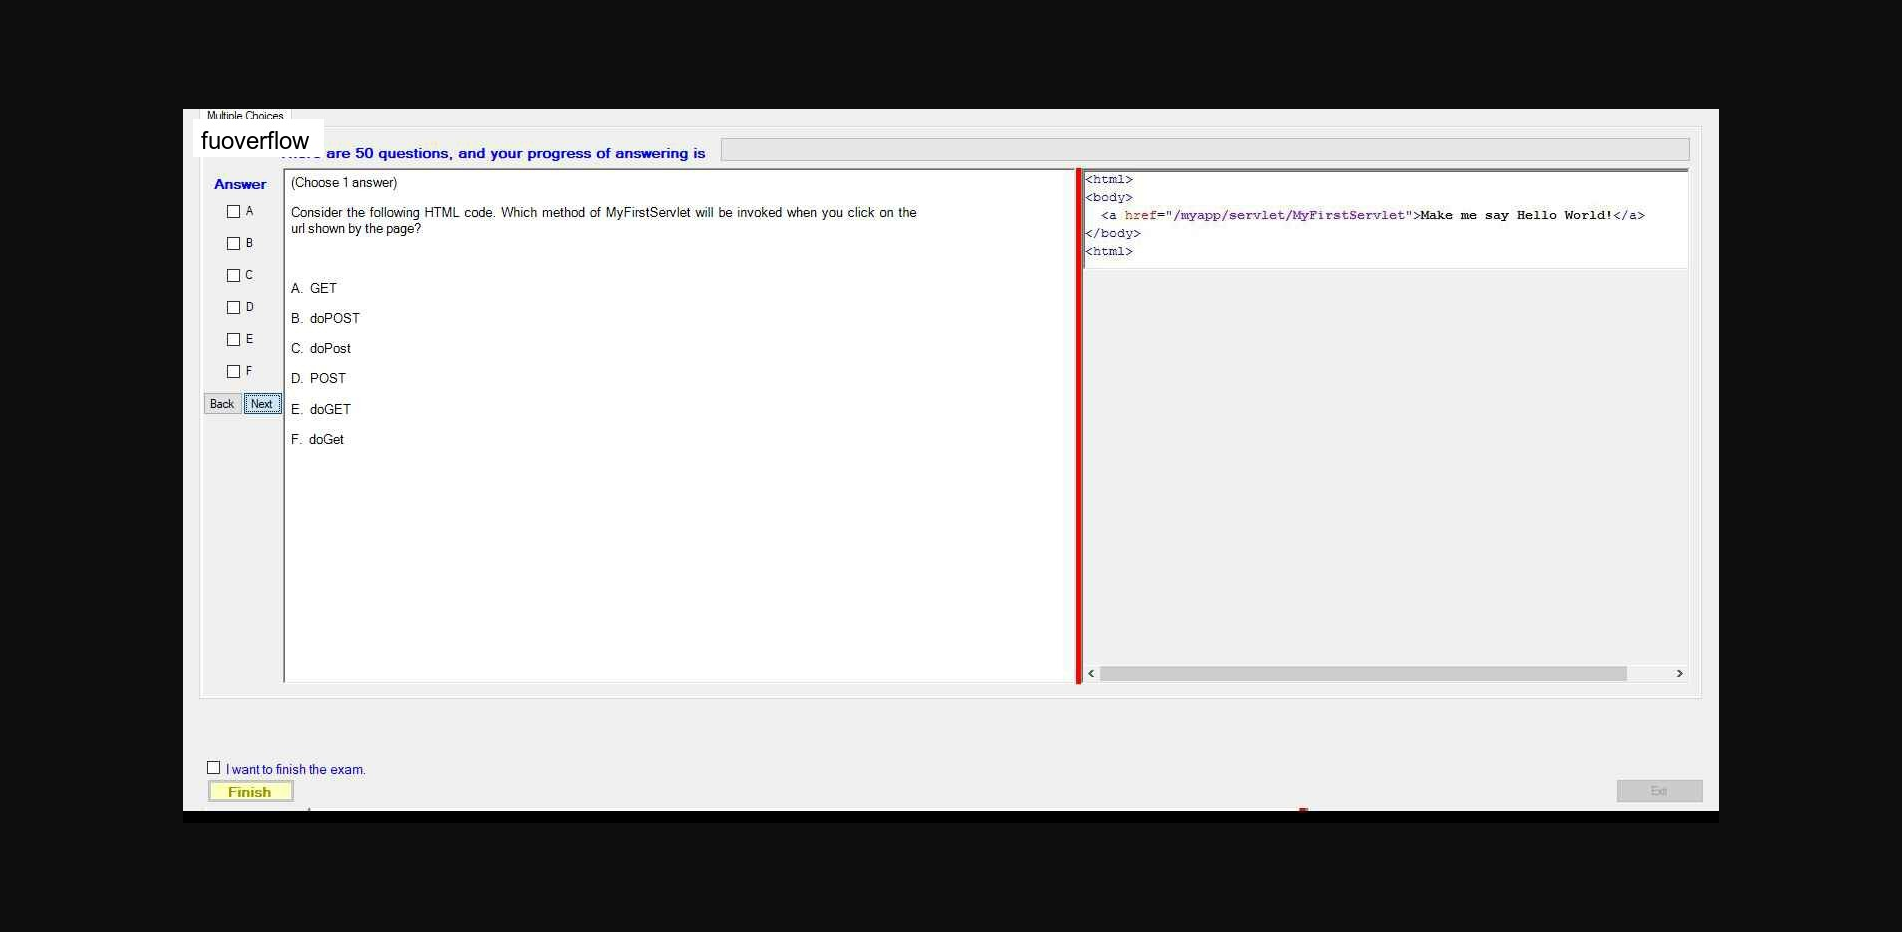 Multiple Choices
fuoverflow
are 50 questions, and your progress of answering is
Answer
A
B
C
D
E
F
Back Next
(Choose 1 answer)
Consider the following HTML code. Which method of MyFirstServlet will be invoked when you click on the
url shown by the page?
A. GET
B. doPOST
C. doPost
D. POST
E. doGET
F. doGet
<html>
<body>
<a href="/myapp/servlet/MyFirstServlet">Make me say Hello World!</a>
</body>
<html>
I want to finish the exam.
Finish
Exit